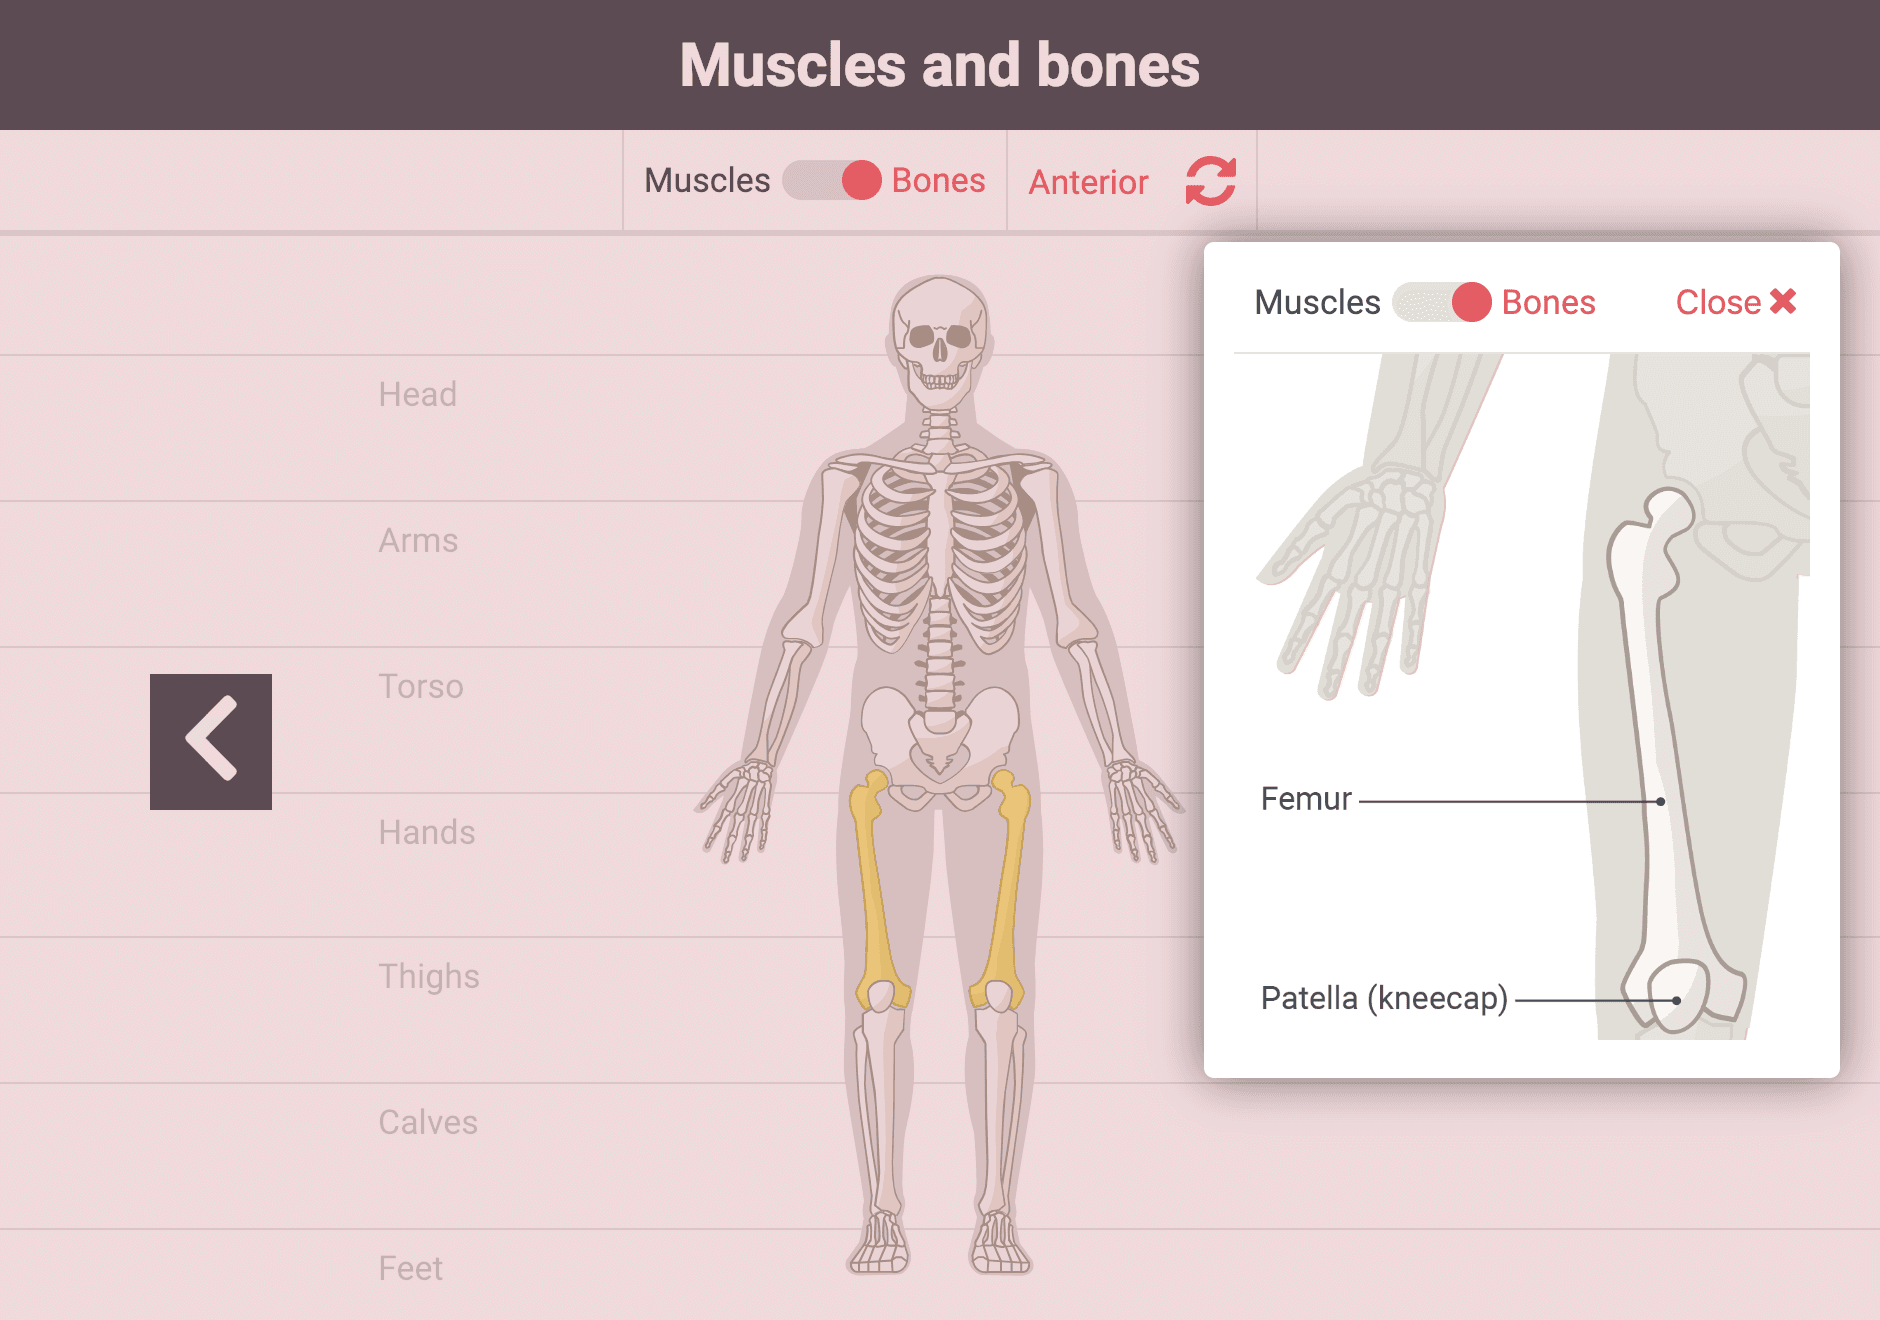 Muscles and bones
Muscles Bones Anterior
Muscles Bones Close
Head
Arms
Torso
Hands
Thighs
Calves
Feet
Femur
Patella (kneecap)